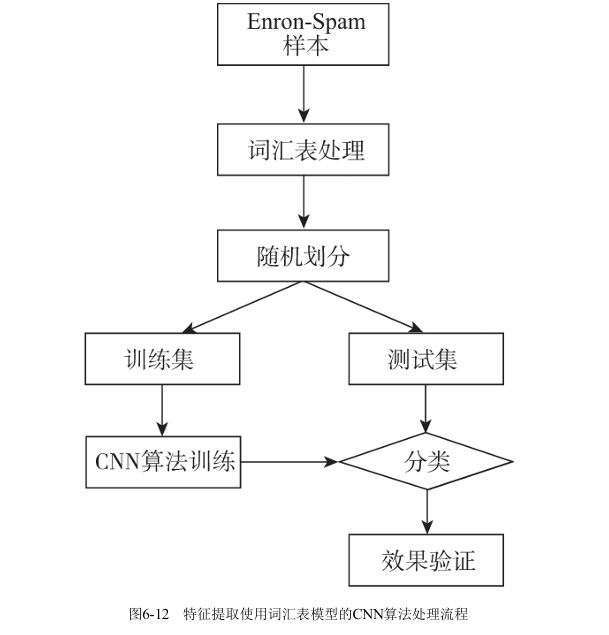 Enron-Spam
样本
词汇表处理
随机划分
训练集
测试集
CNN算法训练
分类
效果验证
图6-12 特征提取使用词汇表模型的CNN算法处理流程